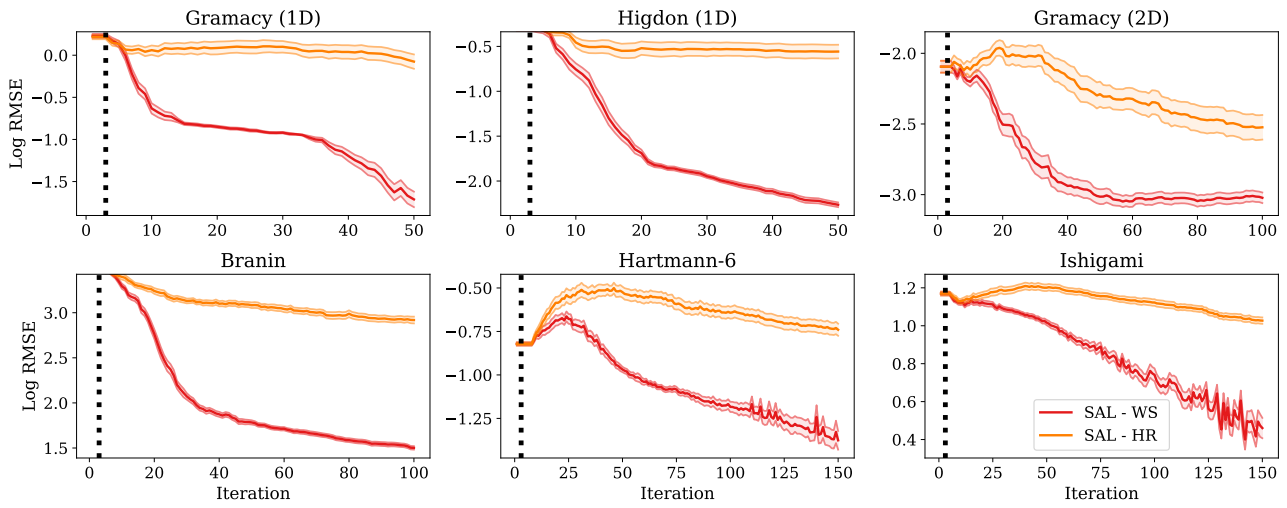 Gramacy (1D)
Higdon (1D)
Gramacy (2D)
Log RMSE
0.0
−0.5
−1.0
−1.5
0 10 20 30 40 50
−0.5
−1.0
−1.5
−2.0
0 10 20 30 40 50
−2.0
−2.5
−3.0
0 20 40 60 80 100
Branin
Hartmann-6
Ishigami
Log RMSE
3.0
2.5
2.0
1.5
0 20 40 60 80 100
Iteration
−0.50
−0.75
−1.00
−1.25
0 25 50 75 100 125 150
Iteration
1.2
1.0
0.8
0.6
0.4
0 25 50 75 100 125 150
Iteration
SAL - WS
SAL - HR